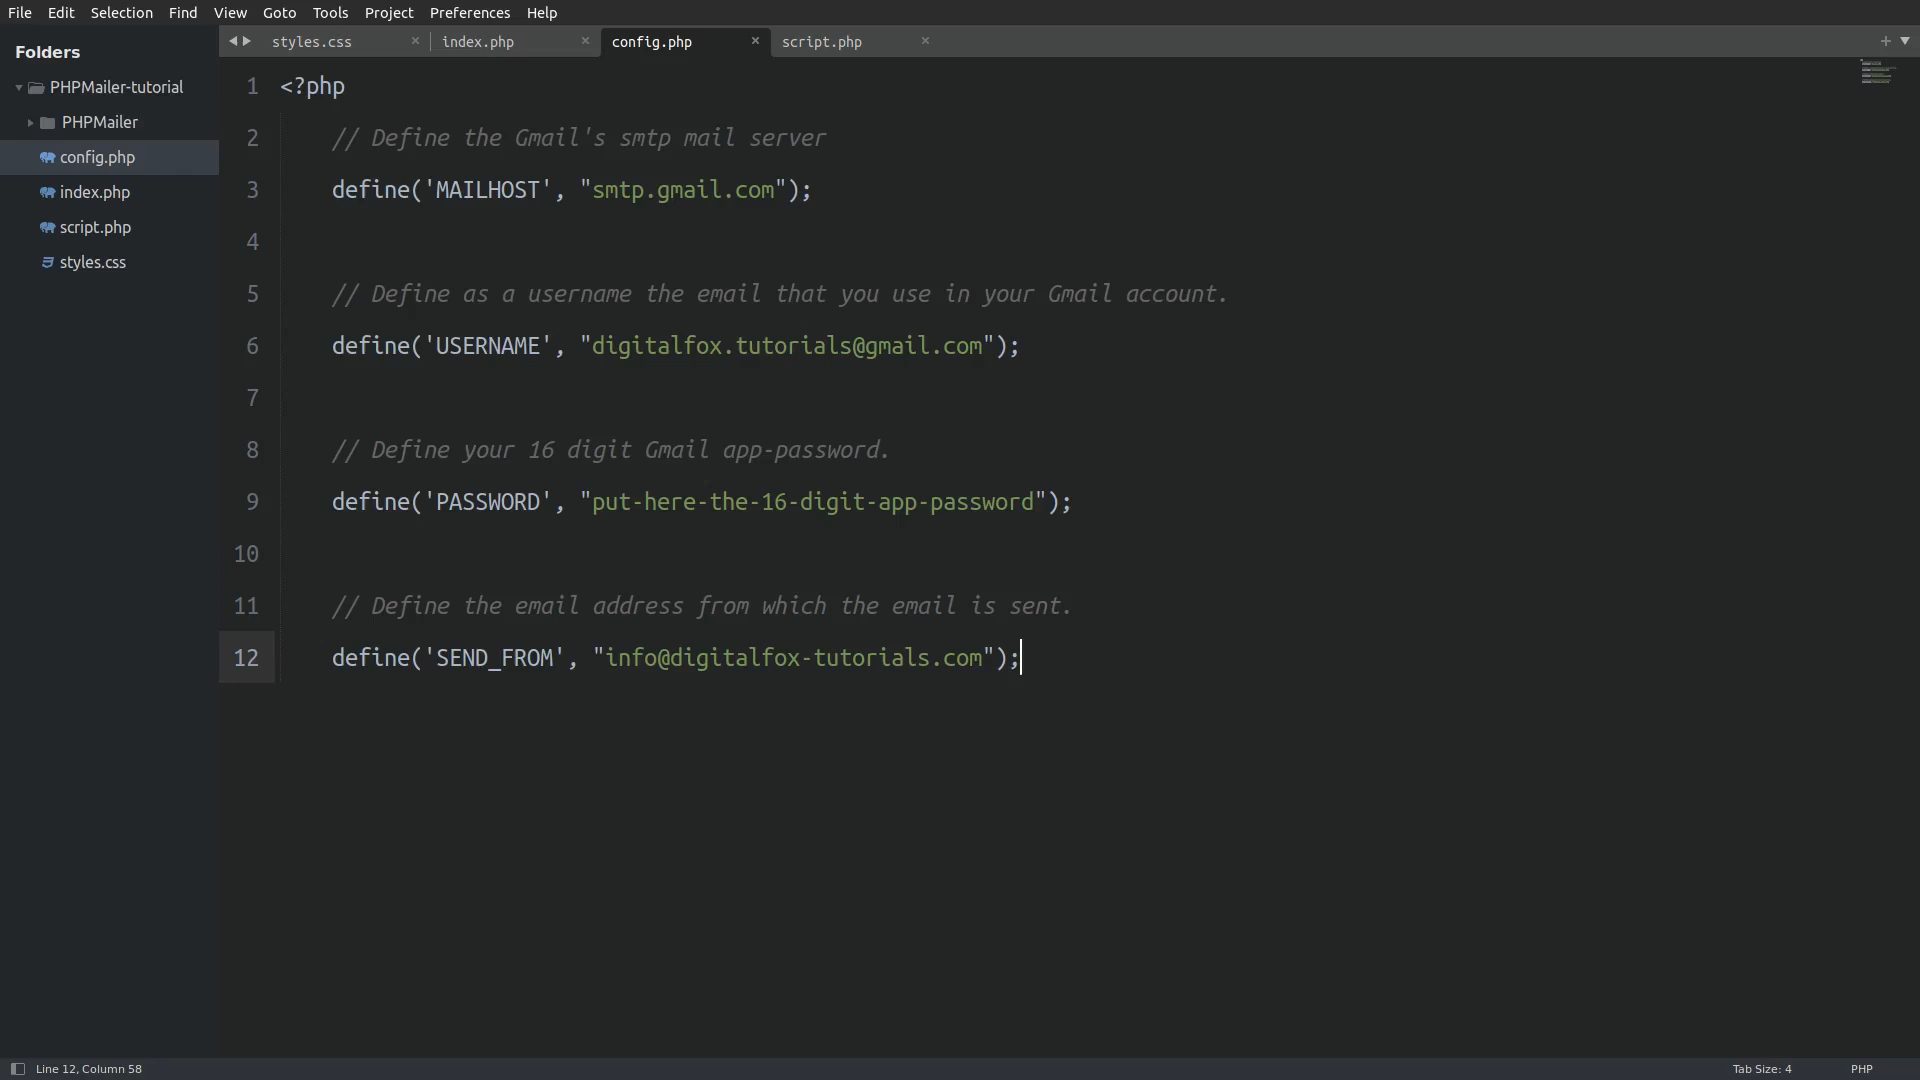 File Edit Selection Find View Goto Tools Project Preferences Help
Folders
PHPMailer-tutorial
PHPMailer
config.php
index.php
script.php
styles.css
styles.css × index.php × config.php × script.php ×
1 <?php
2 // Define the Gmail's smtp mail server
3 define('MAILHOST', "smtp.gmail.com");
4
5 // Define as a username the email that you use in your Gmail account.
6 define('USERNAME', "digitalfox.tutorials@gmail.com");
7
8 // Define your 16 digit Gmail app-password.
9 define('PASSWORD', "put-here-the-16-digit-app-password");
10
11 // Define the email address from which the email is sent.
12 define('SEND_FROM', "info@digitalfox-tutorials.com");
Line 12, Column 58 Tab Size: 4 PHP